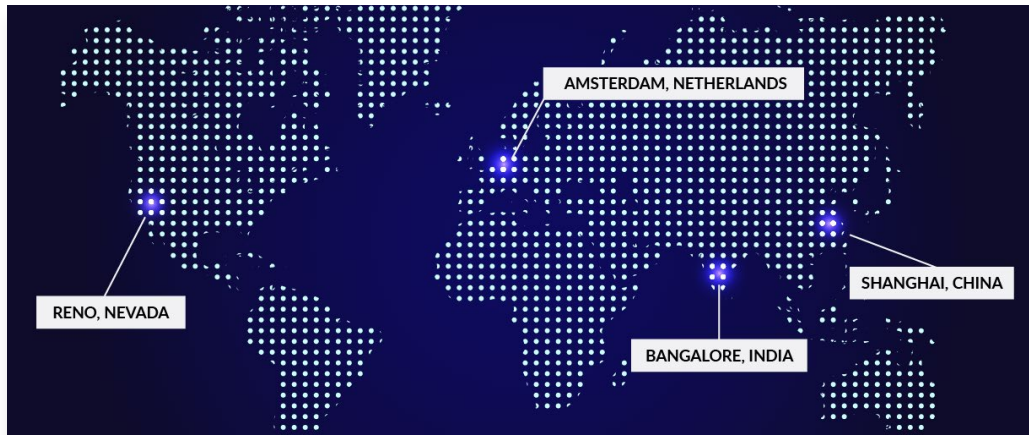 AMSTERDAM, NETHERLANDS
RENO, NEVADA
SHANGHAI, CHINA
BANGALORE, INDIA